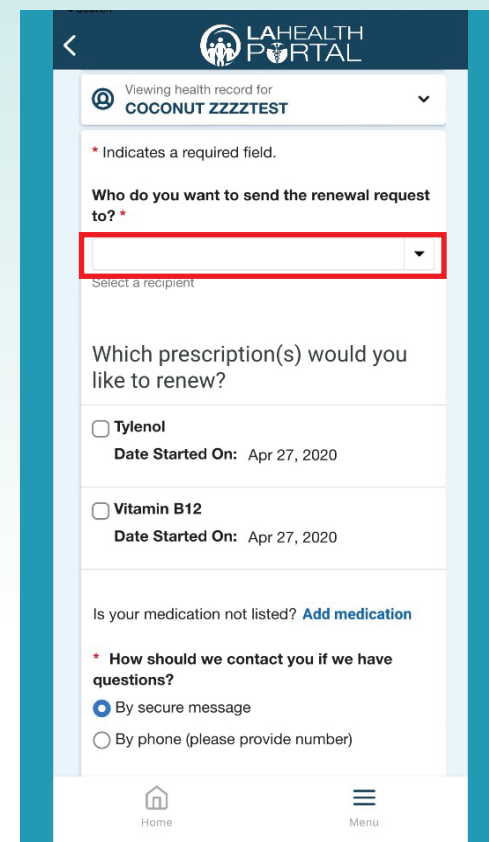 LAHEALTH
PORTAL
Viewing health record for
COCONUT ZZZZTEST
* Indicates a required field.
Who do you want to send the renewal request
to? *
Select a recipient
Which prescription(s) would you
like to renew?
Tylenol
Date Started On: Apr 27, 2020
Vitamin B12
Date Started On: Apr 27, 2020
Is your medication not listed? Add medication
* How should we contact you if we have
questions?
By secure message
By phone (please provide number)
Home
Menu